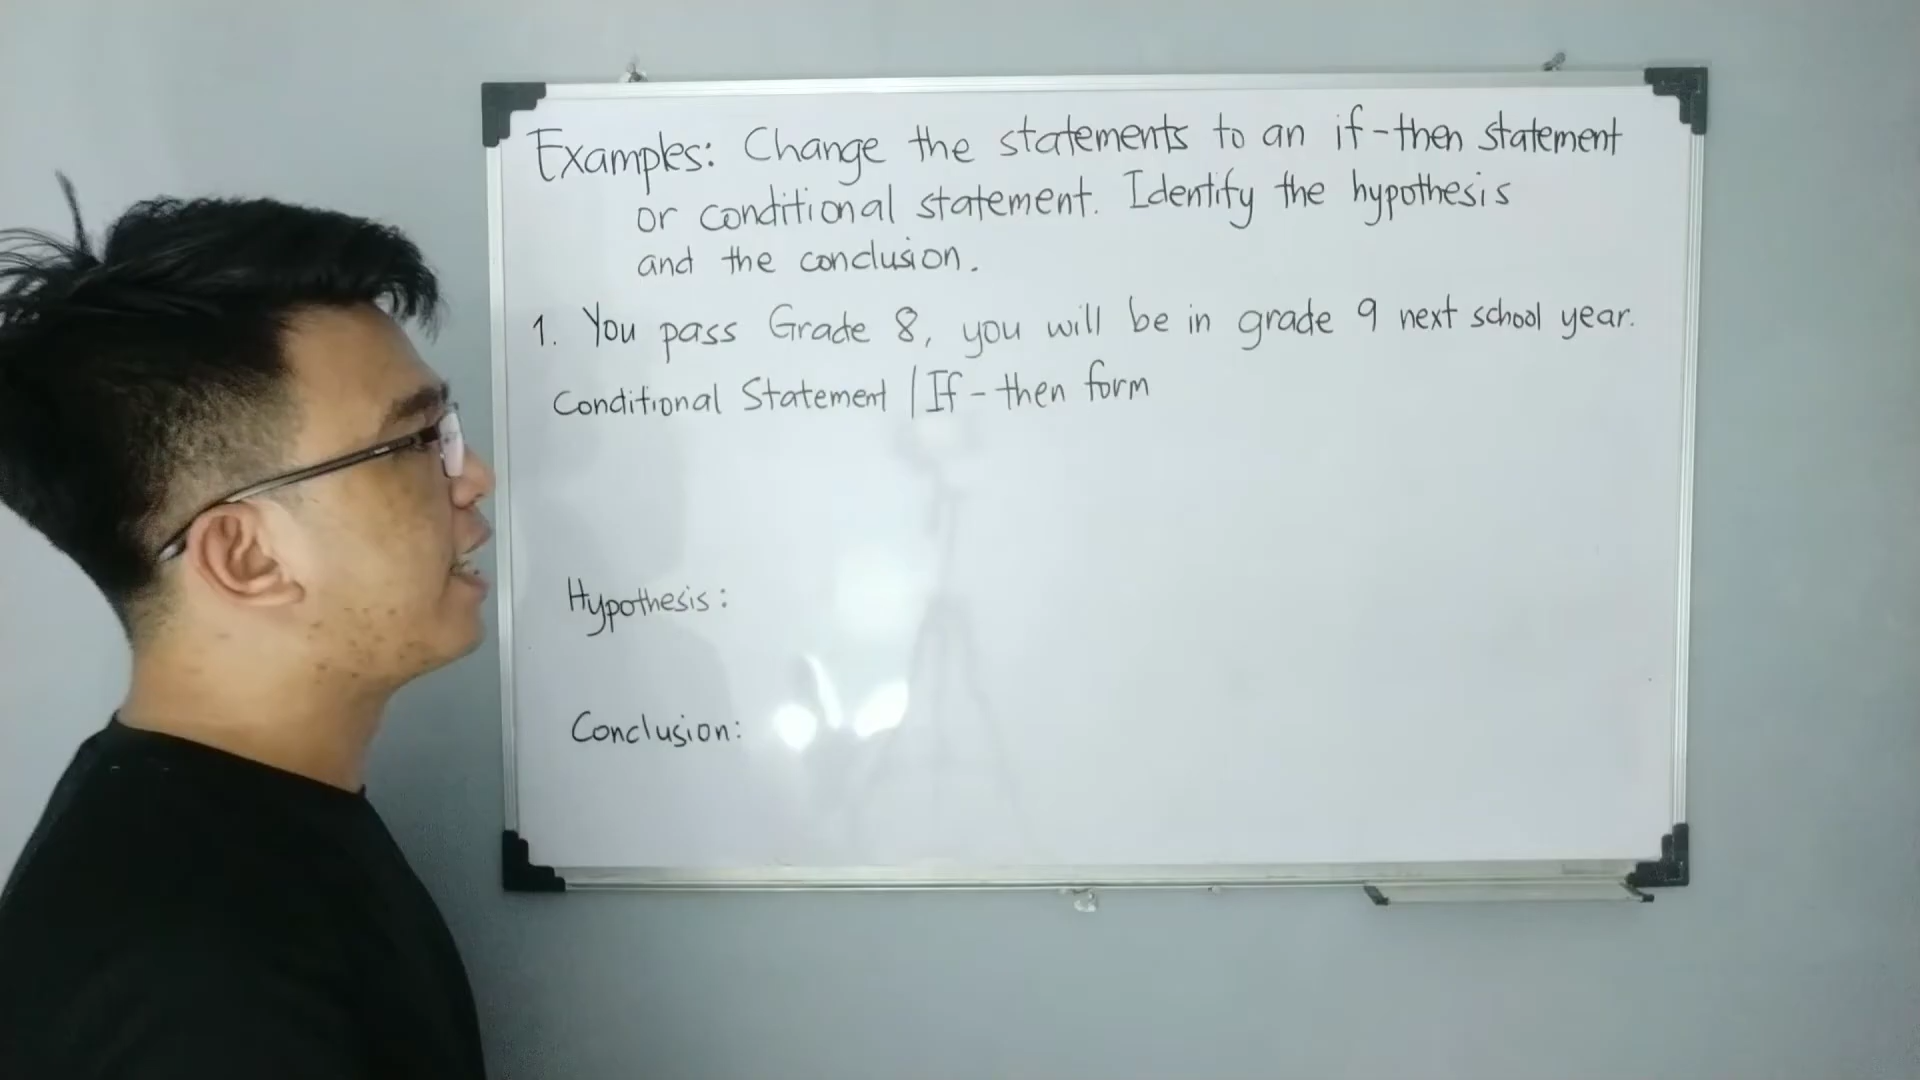 Examples: Change the statements to an if-then statement
or conditional statement. Identify the hypothesis
and the conclusion.
1. You pass Grade 8, you will be in grade 9 next school year.
Conditional Statement | If-then form
Hypothesis:
Conclusion: